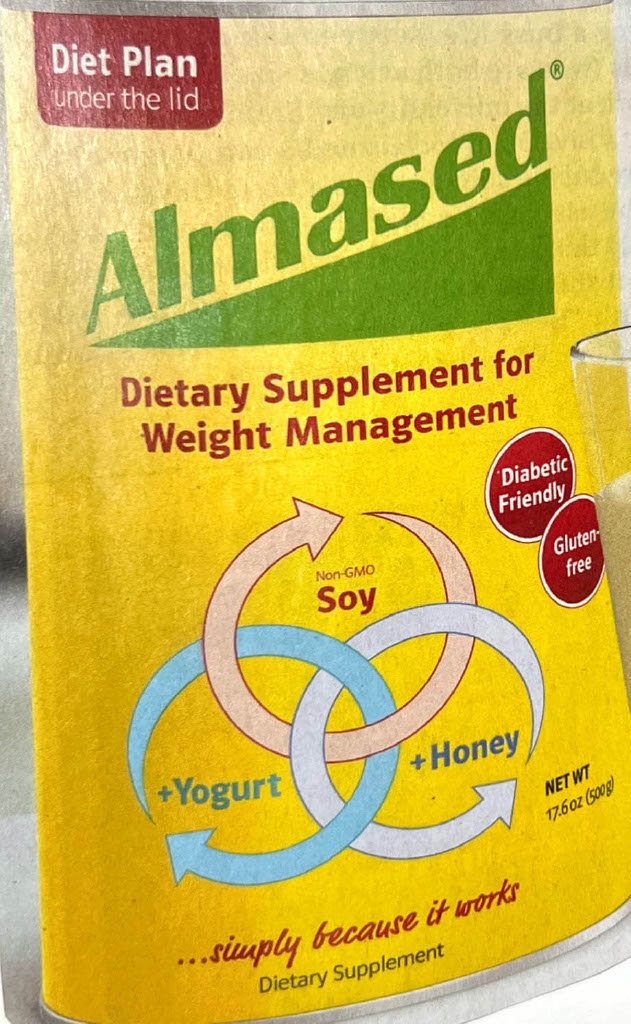 Diet Plan
under the lid
Almased®
Dietary Supplement for
Weight Management
Diabetic
Friendly
Gluten-
free
Non-GMO
Soy
+Yogurt
+Honey
NET WT
17.6 oz (500g)
...simply because it works
Dietary Supplement